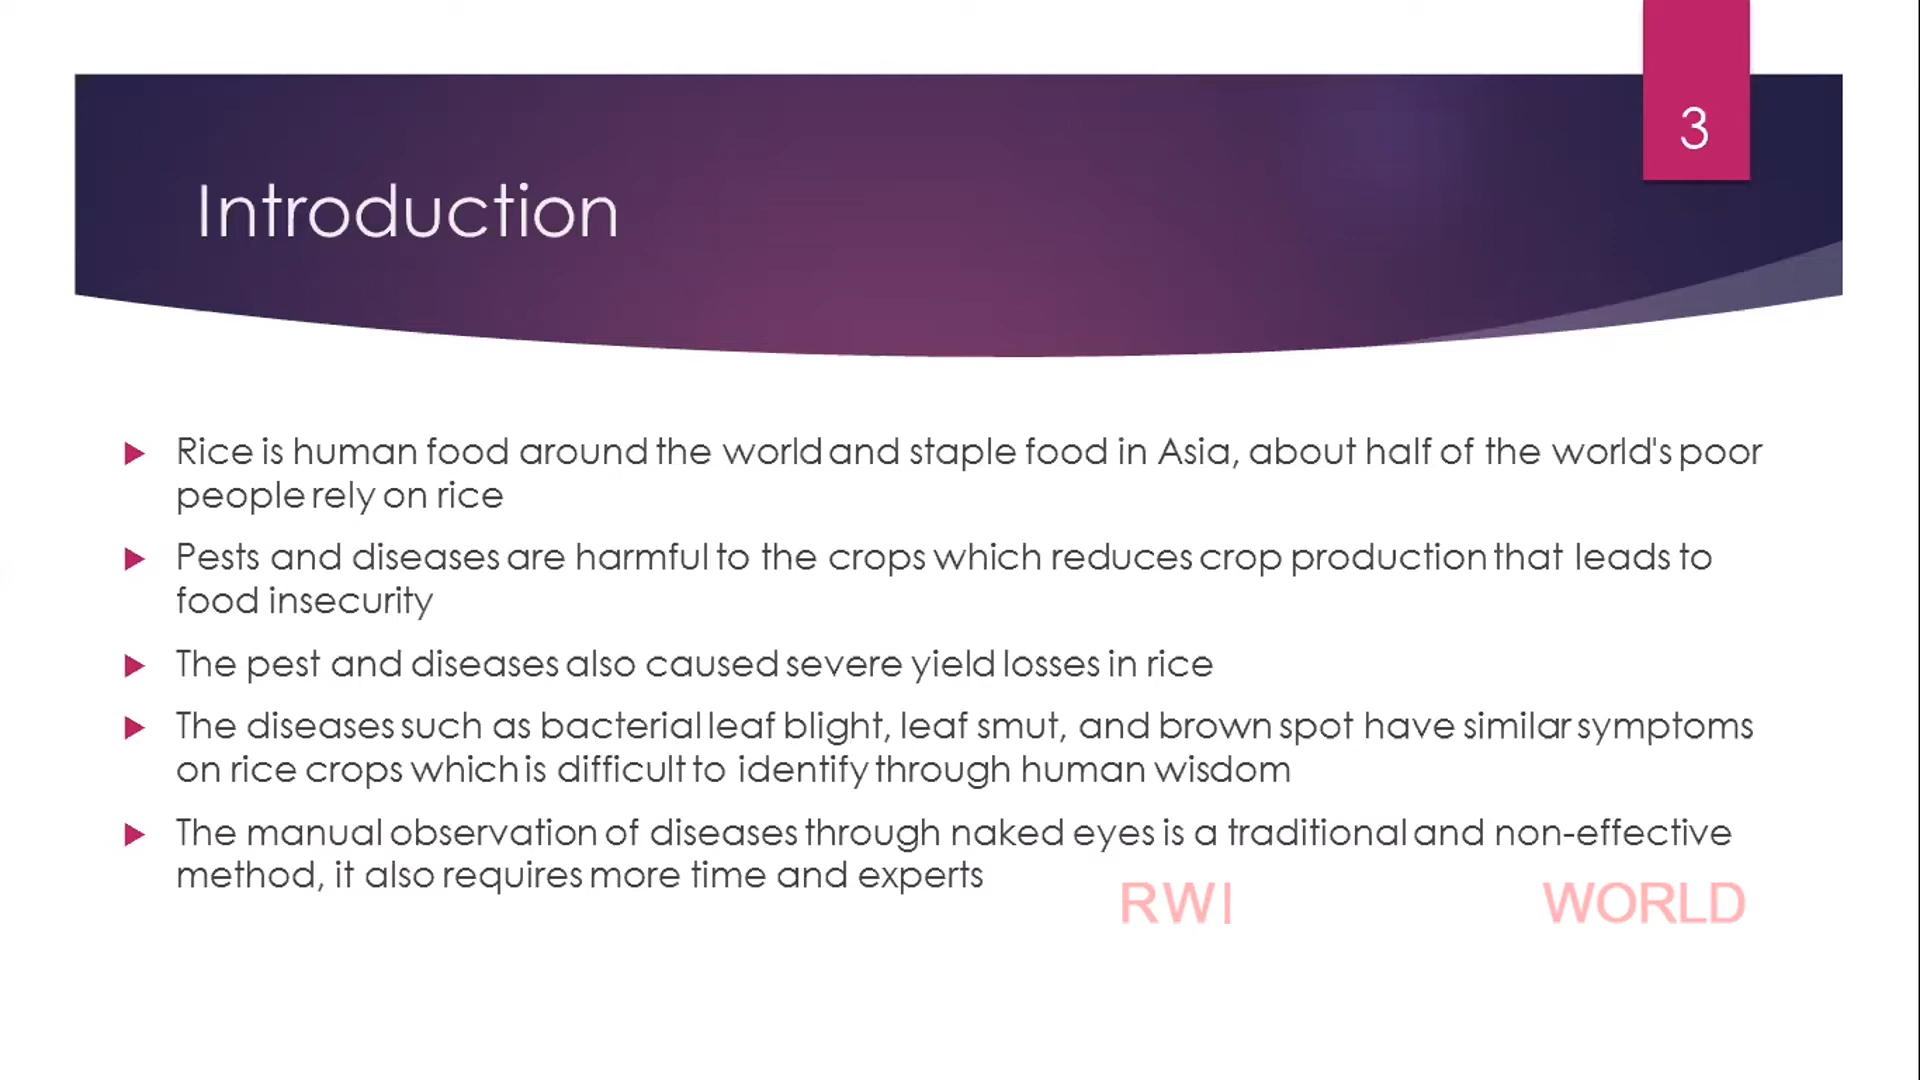 3
Introduction
Rice is human food around the world and staple food in Asia, about half of the world's poor
people rely on rice
Pests and diseases are harmful to the crops which reduces crop production that leads to
food insecurity
The pest and diseases also caused severe yield losses in rice
The diseases such as bacterial leaf blight, leaf smut, and brown spot have similar symptoms
on rice crops which is difficult to identify through human wisdom
The manual observation of diseases through naked eyes is a traditional and non-effective
method, it also requires more time and experts
RWI WORLD